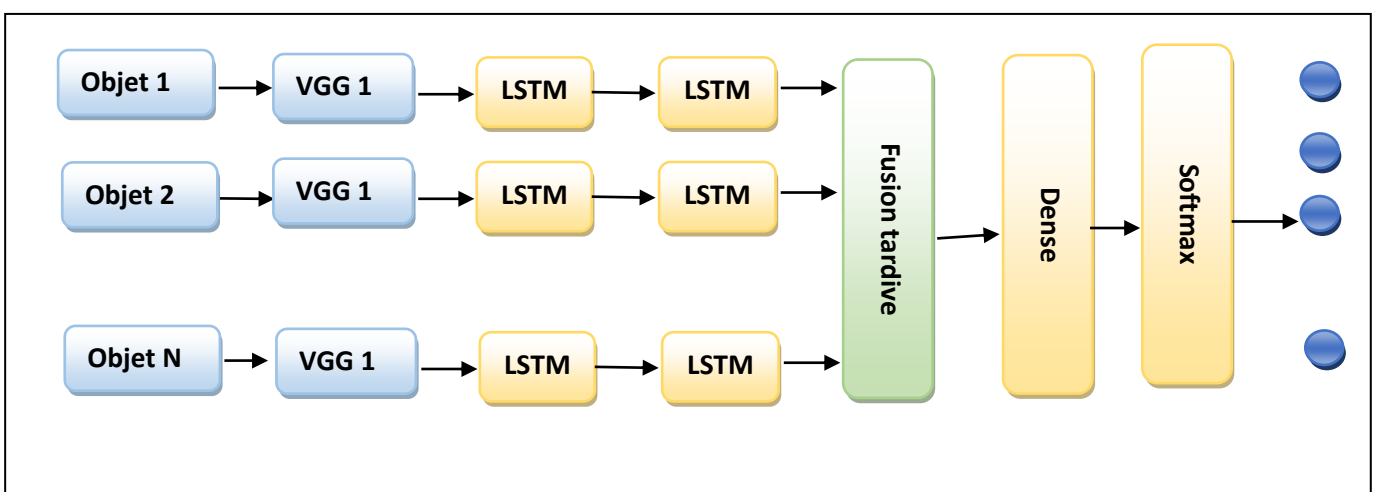 Objet 1
VGG 1
LSTM
LSTM
Objet 2
VGG 1
LSTM
LSTM
Objet N
VGG 1
LSTM
LSTM
Fusion tardive
Dense
Softmax